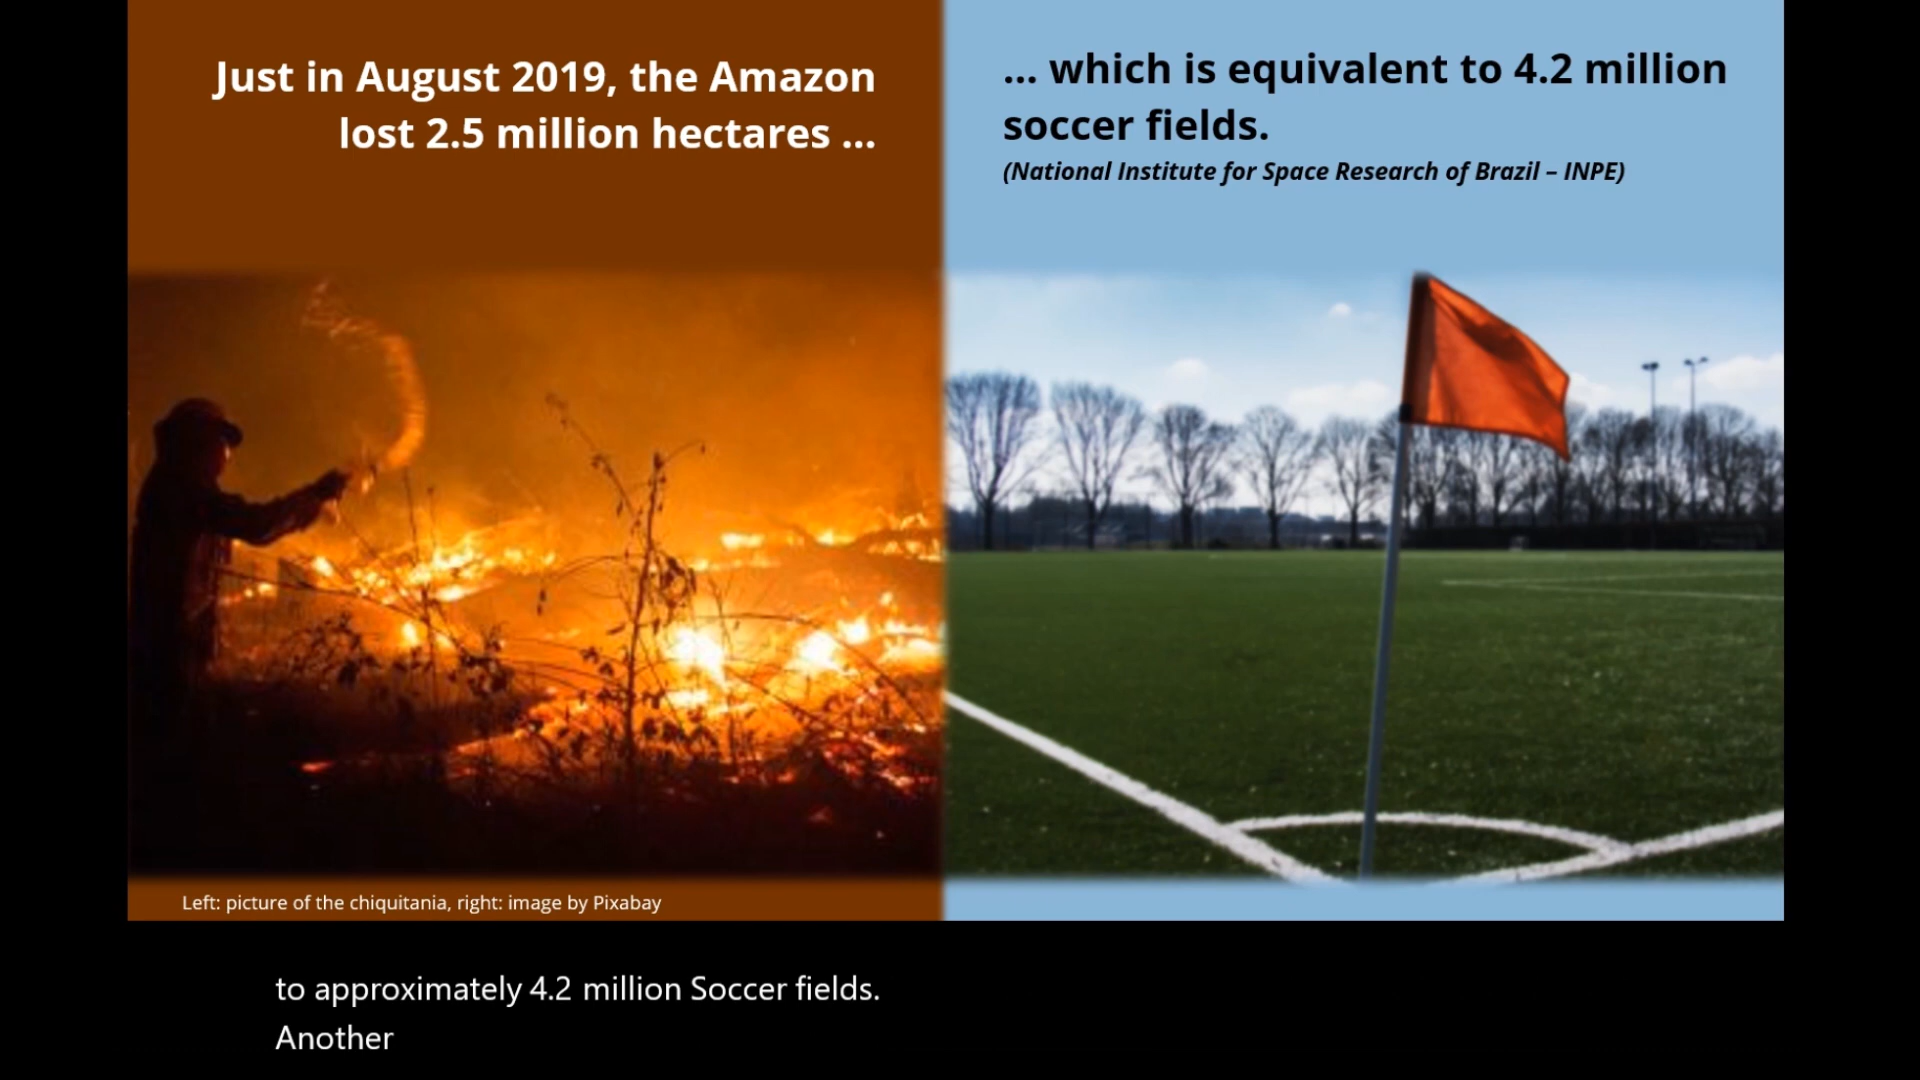 Just in August 2019, the Amazon
lost 2.5 million hectares ...
... which is equivalent to 4.2 million
soccer fields.
(National Institute for Space Research of Brazil – INPE)
Left: picture of the chiquitania, right: image by Pixabay
to approximately 4.2 million Soccer fields.
Another